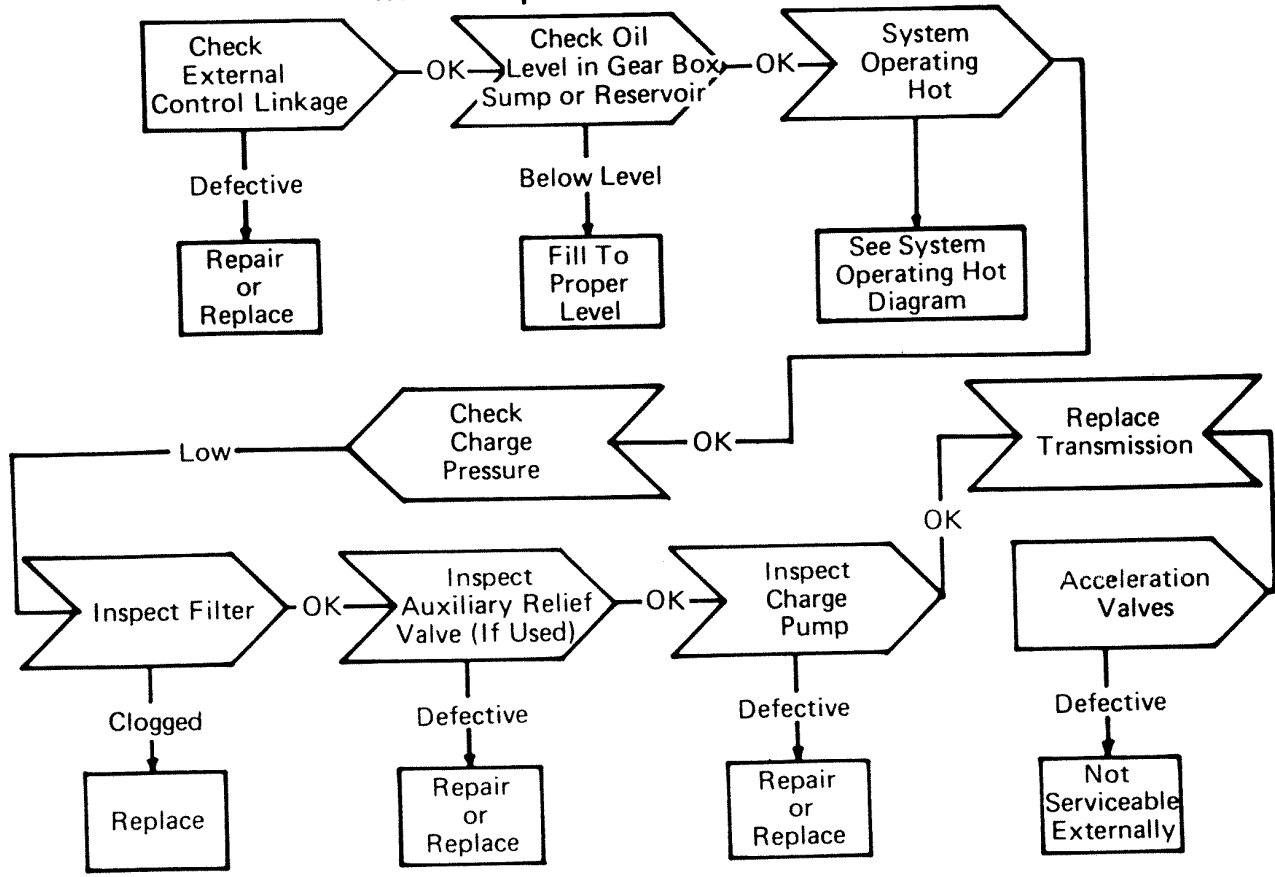 Check
External
Control Linkage
OK
Check Oil
Level in Gear Box
Sump or Reservoir
OK
System
Operating
Hot
Defective
Below Level
Repair
or
Replace
Fill To
Proper
Level
See System
Operating Hot
Diagram
Low
Check
Charge
Pressure
OK
Replace
Transmission
OK
Inspect Filter
OK
Inspect
Auxiliary Relief
Valve (If Used)
OK
Inspect
Charge
Pump
Acceleration
Valves
Clogged
Defective
Defective
Defective
Replace
Repair
or
Replace
Repair
or
Replace
Not
Serviceable
Externally